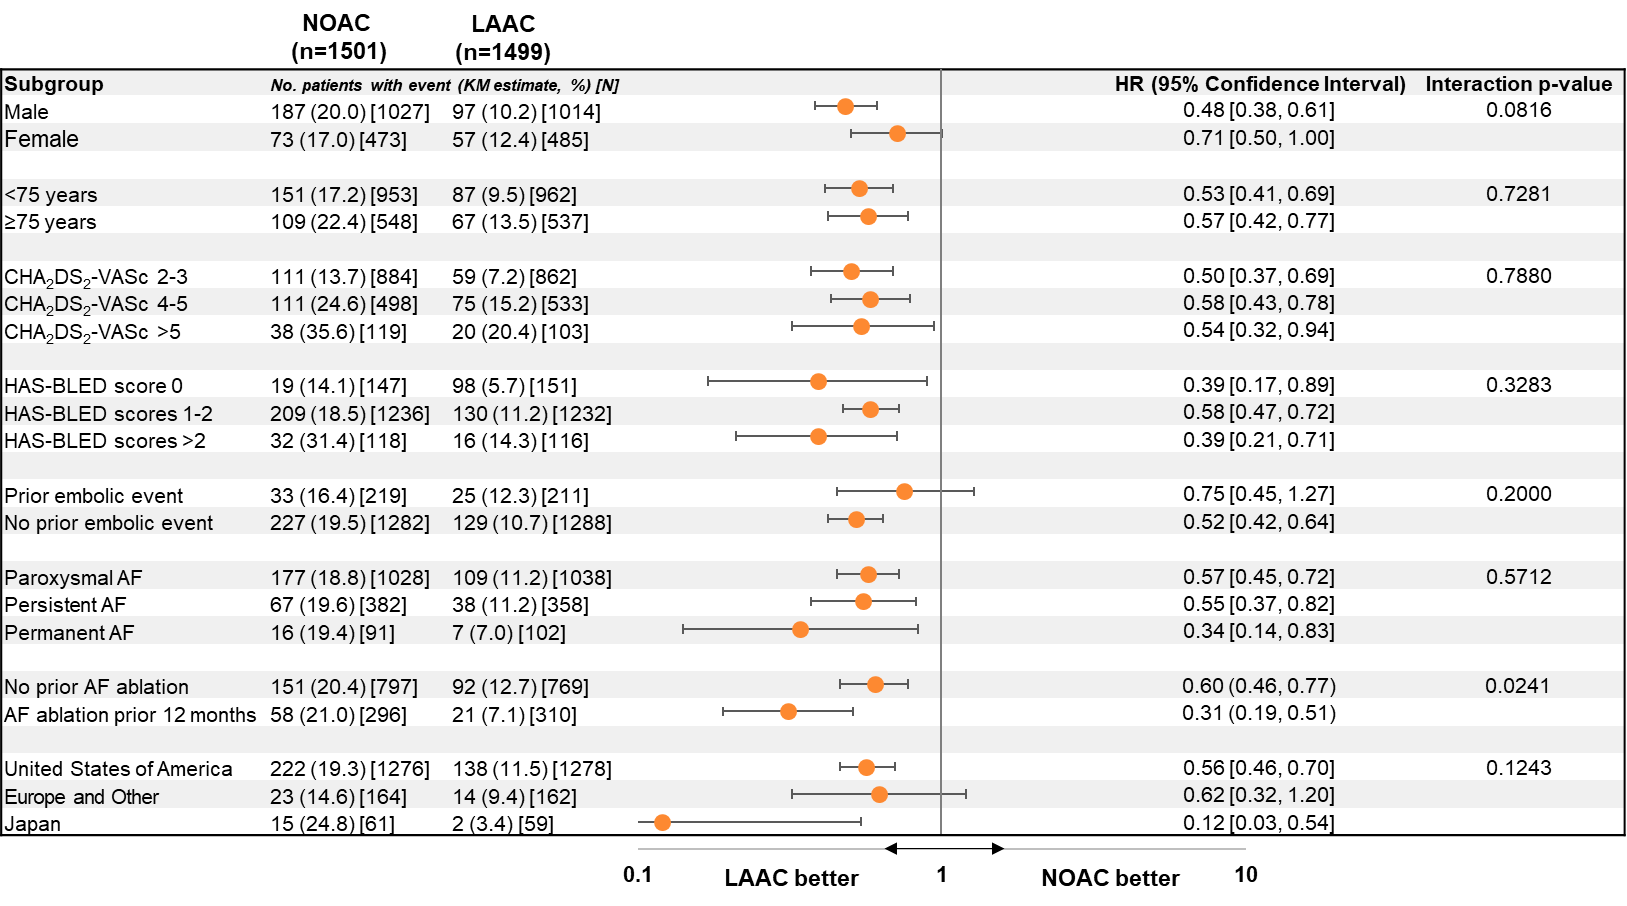 NOAC LAAC
(n=1501) (n=1499)
Subgroup No. patients with event (KM estimate, %) [N] HR (95% Confidence Interval) Interaction p-value
Male 187 (20.0) [1027] 97 (10.2) [1014] 0.48 [0.38, 0.61] 0.0816
Female 73 (17.0) [473] 57 (12.4) [485] 0.71 [0.50, 1.00]
<75 years 151 (17.2) [953] 87 (9.5) [962] 0.53 [0.41, 0.69] 0.7281
≥75 years 109 (22.4) [548] 67 (13.5) [537] 0.57 [0.42, 0.77]
CHA₂DS₂-VASc 2-3 111 (13.7) [884] 59 (7.2) [862] 0.50 [0.37, 0.69] 0.7880
CHA₂DS₂-VASc 4-5 111 (24.6) [498] 75 (15.2) [533] 0.58 [0.43, 0.78]
CHA₂DS₂-VASc >5 38 (35.6) [119] 20 (20.4) [103] 0.54 [0.32, 0.94]
HAS-BLED score 0 19 (14.1) [147] 98 (5.7) [151] 0.39 [0.17, 0.89] 0.3283
HAS-BLED scores 1-2 209 (18.5) [1236] 130 (11.2) [1232] 0.58 [0.47, 0.72]
HAS-BLED scores >2 32 (31.4) [118] 16 (14.3) [116] 0.39 [0.21, 0.71]
Prior embolic event 33 (16.4) [219] 25 (12.3) [211] 0.75 [0.45, 1.27] 0.2000
No prior embolic event 227 (19.5) [1282] 129 (10.7) [1288] 0.52 [0.42, 0.64]
Paroxysmal AF 177 (18.8) [1028] 109 (11.2) [1038] 0.57 [0.45, 0.72] 0.5712
Persistent AF 67 (19.6) [382] 38 (11.2) [358] 0.55 [0.37, 0.82]
Permanent AF 16 (19.4) [91] 7 (7.0) [102] 0.34 [0.14, 0.83]
No prior AF ablation 151 (20.4) [797] 92 (12.7) [769] 0.60 (0.46, 0.77) 0.0241
AF ablation prior 12 months 58 (21.0) [296] 21 (7.1) [310] 0.31 (0.19, 0.51)
United States of America 222 (19.3) [1276] 138 (11.5) [1278] 0.56 [0.46, 0.70] 0.1243
Europe and Other 23 (14.6) [164] 14 (9.4) [162] 0.62 [0.32, 1.20]
Japan 15 (24.8) [61] 2 (3.4) [59] 0.12 [0.03, 0.54]
0.1 LAAC better 1 NOAC better 10